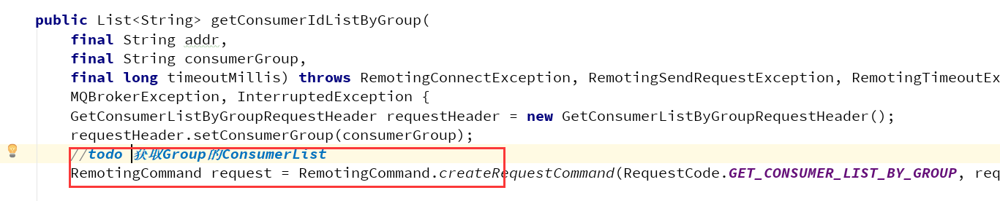 public List<String> getConsumerIdListByGroup(
final String addr,
final String consumerGroup,
final long timeoutMillis) throws RemotingConnectException, RemotingSendRequestException, RemotingTimeoutEx
MQBrokerException, InterruptedException {
GetConsumerListByGroupRequestHeader requestHeader = new GetConsumerListByGroupRequestHeader();
requestHeader.setConsumerGroup(consumerGroup);
//todo 获取Group的ConsumerList
RemotingCommand request = RemotingCommand.createRequestCommand(RequestCode.GET_CONSUMER_LIST_BY_GROUP, req